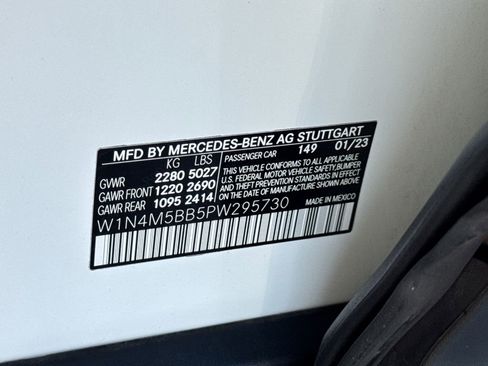 MFD BY MERCEDES-BENZ AG STUTTGART
KG LBS PASSENGER CAR 149 01/23
GVWR 2280 5027 THIS VEHICLE CONFORMS TO ALL APPLICABLE
GAWR FRONT 1220 2690 U.S. FEDERAL MOTOR VEHICLE SAFETY,BUMPER
GAWR REAR 1095 2414 AND THEFT PREVENTION STANDARDS IN EFFECT
ON THE DATE OF MANUFACTURE SHOWN ABOVE
W1N4M5BB5PW295730 MADE IN MEXICO